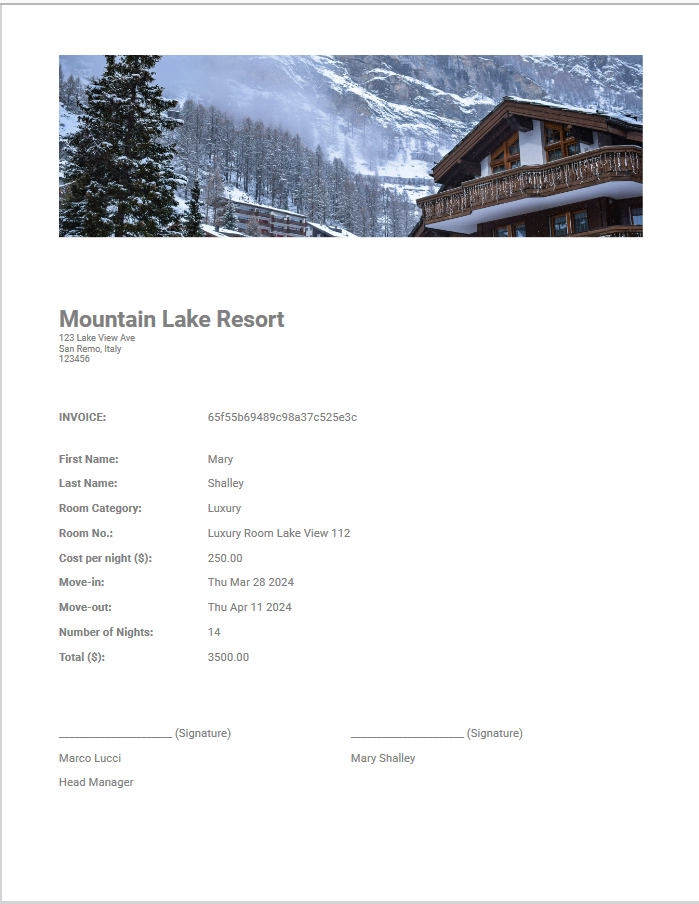 Mountain Lake Resort
123 Lake View Ave
San Remo, Italy
123456
INVOICE: 65f55b69489c98a37c525e3c
First Name: Mary
Last Name: Shalley
Room Category: Luxury
Room No.: Luxury Room Lake View 112
Cost per night ($): 250.00
Move-in: Thu Mar 28 2024
Move-out: Thu Apr 11 2024
Number of Nights: 14
Total ($): 3500.00
_____________________ (Signature) _____________________ (Signature)
Marco Lucci Mary Shalley
Head Manager